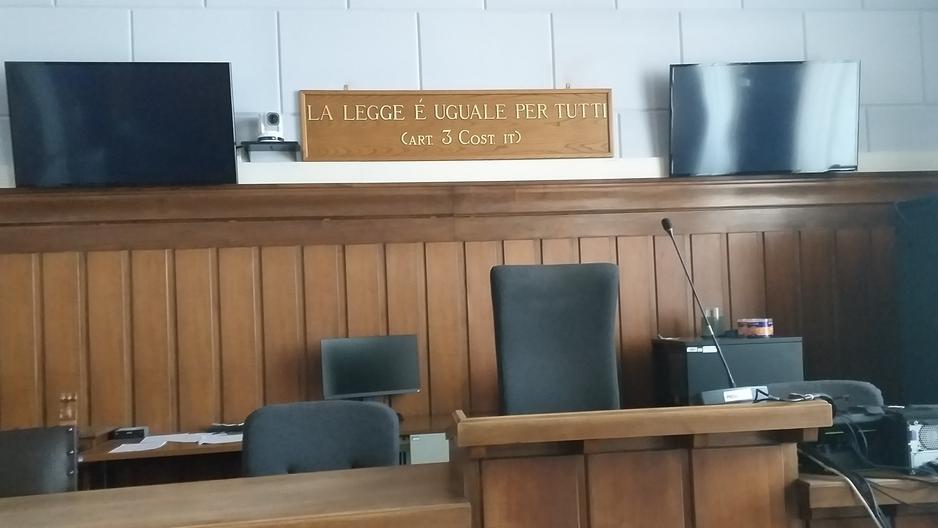 LA LEGGE É UGUALE PER TUTTI
(ART. 3 COST. IT)